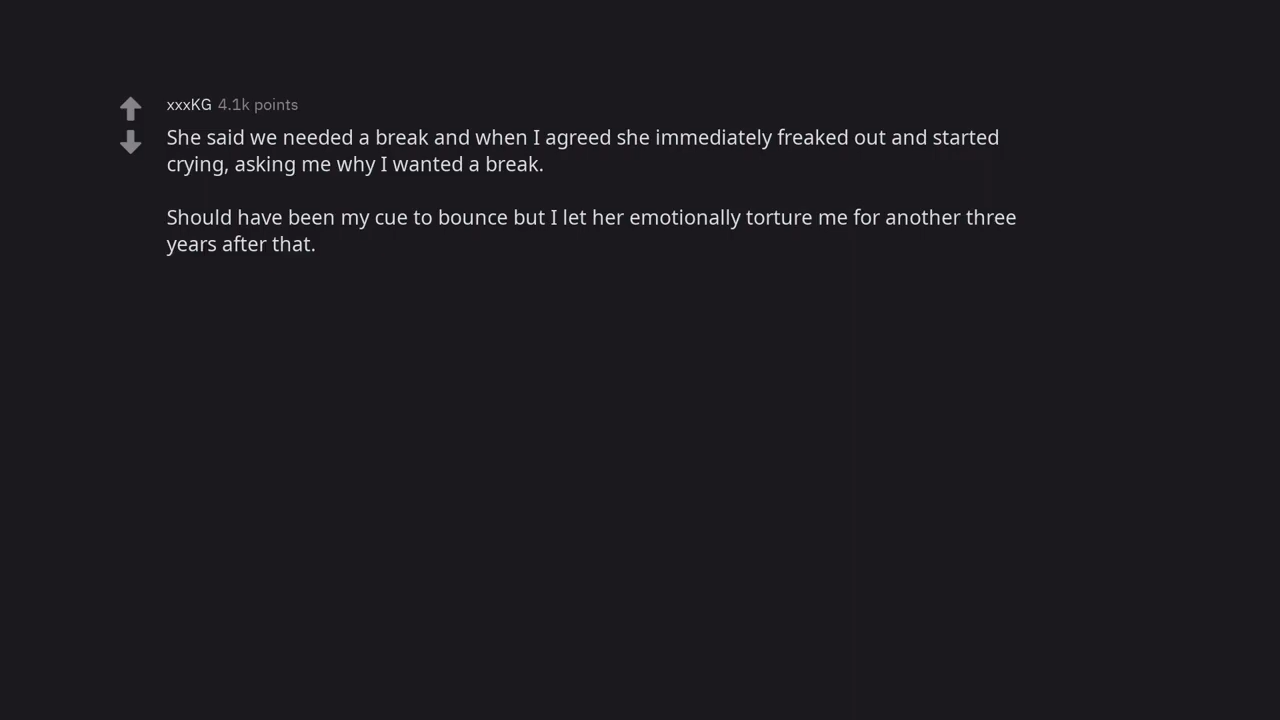 xxxKG 4.1k points
She said we needed a break and when I agreed she immediately freaked out and started
crying, asking me why I wanted a break.
Should have been my cue to bounce but I let her emotionally torture me for another three
years after that.